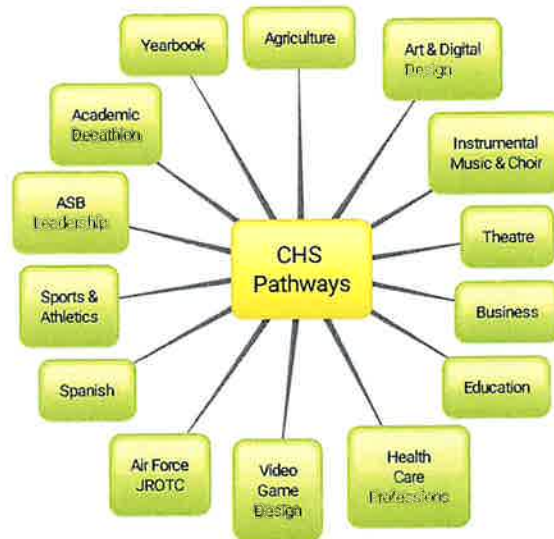 Yearbook
Agriculture
Art & Digital
Design
Academic
Decathlon
Instrumental
Music & Choir
ASB
Leadership
CHS
Pathways
Theatre
Sports &
Athletics
Business
Spanish
Education
Air Force
JROTC
Video
Game
Design
Health
Care
Professions